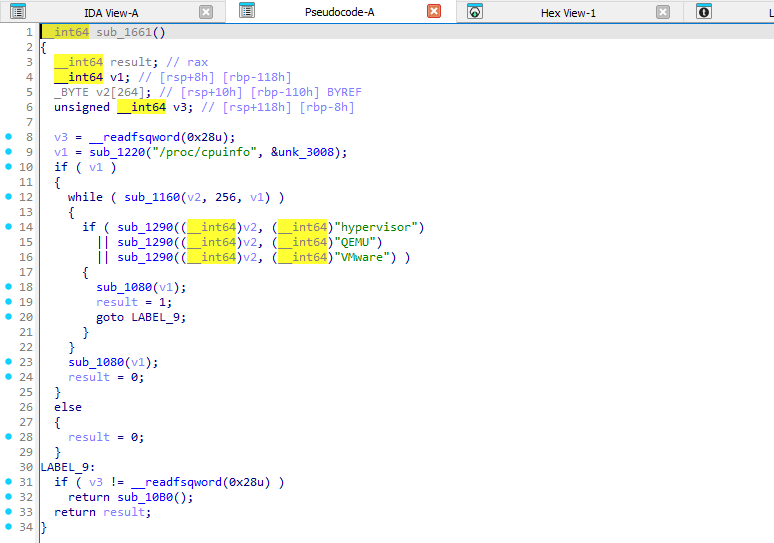 IDA View-A Pseudocode-A Hex View-1 L
1 __int64 sub_1661()
2 {
3   __int64 result; // rax
4   __int64 v1; // [rsp+8h] [rbp-118h]
5   _BYTE v2[264]; // [rsp+10h] [rbp-110h] BYREF
6   unsigned __int64 v3; // [rsp+118h] [rbp-8h]
7
8   v3 = __readfsqword(0x28u);
9   v1 = sub_1220("/proc/cpuinfo", &unk_3008);
10   if ( v1 )
11   {
12     while ( sub_1160(v2, 256, v1) )
13     {
14       if ( sub_1290((__int64)v2, (__int64)"hypervisor")
15         || sub_1290((__int64)v2, (__int64)"QEMU")
16         || sub_1290((__int64)v2, (__int64)"VMware") )
17       {
18         sub_1080(v1);
19         result = 1;
20         goto LABEL_9;
21       }
22     }
23     sub_1080(v1);
24     result = 0;
25   }
26   else
27   {
28     result = 0;
29   }
30 LABEL_9:
31   if ( v3 != __readfsqword(0x28u) )
32     return sub_10B0();
33   return result;
34 }